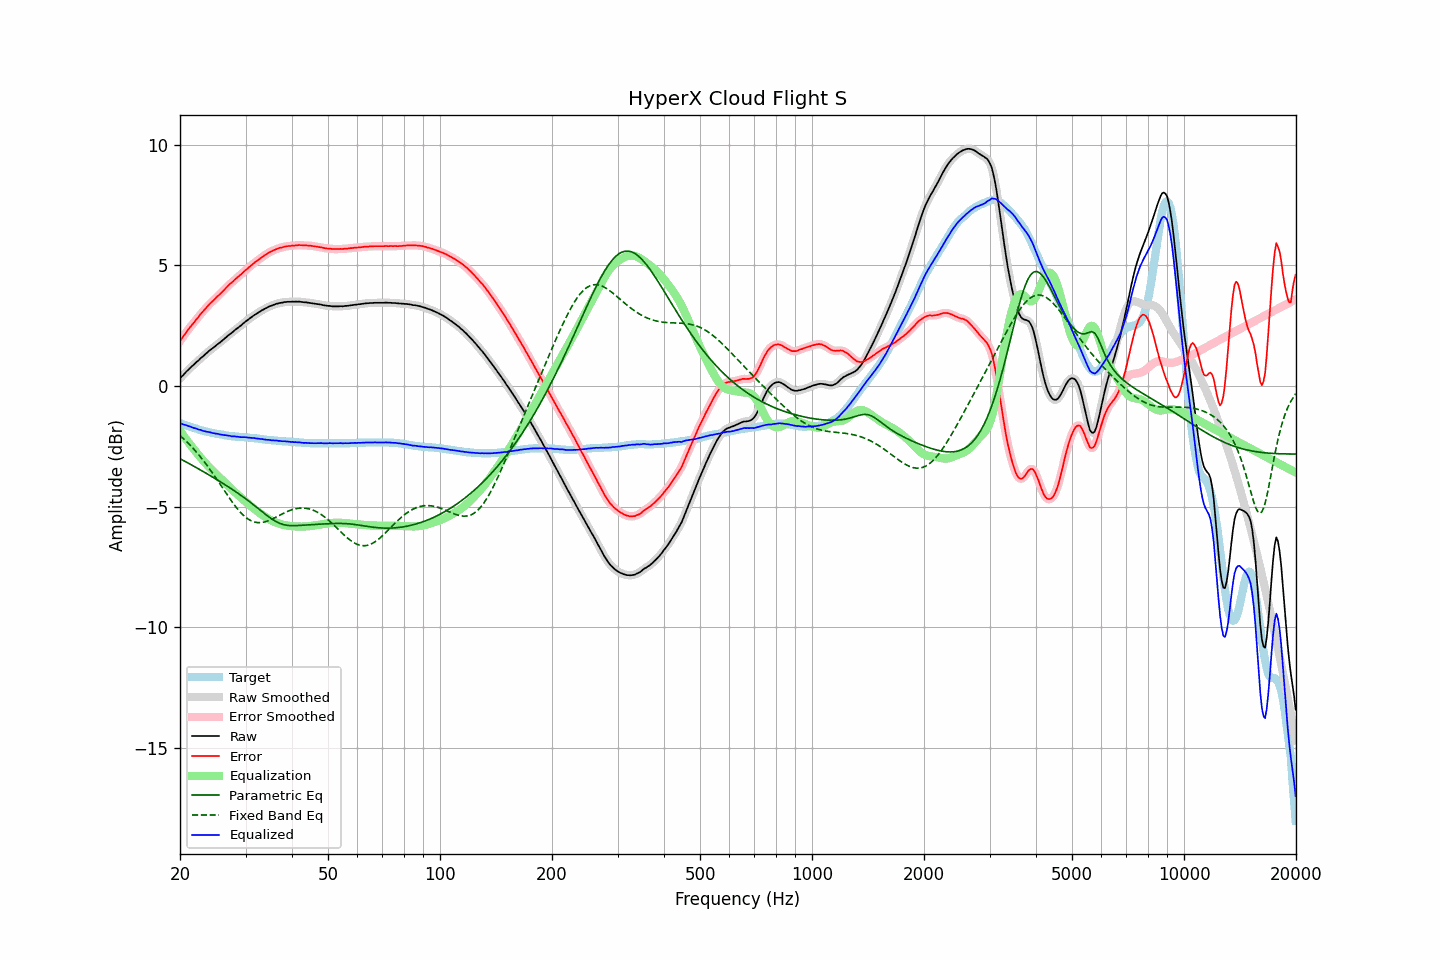 HyperX Cloud Flight S
Amplitude (dBr)
10
5
0
−5
−10
−15
Target
Raw Smoothed
Error Smoothed
Raw
Error
Equalization
Parametric Eq
Fixed Band Eq
Equalized
20 50 100 200 500 1000 2000 5000 10000 20000
Frequency (Hz)